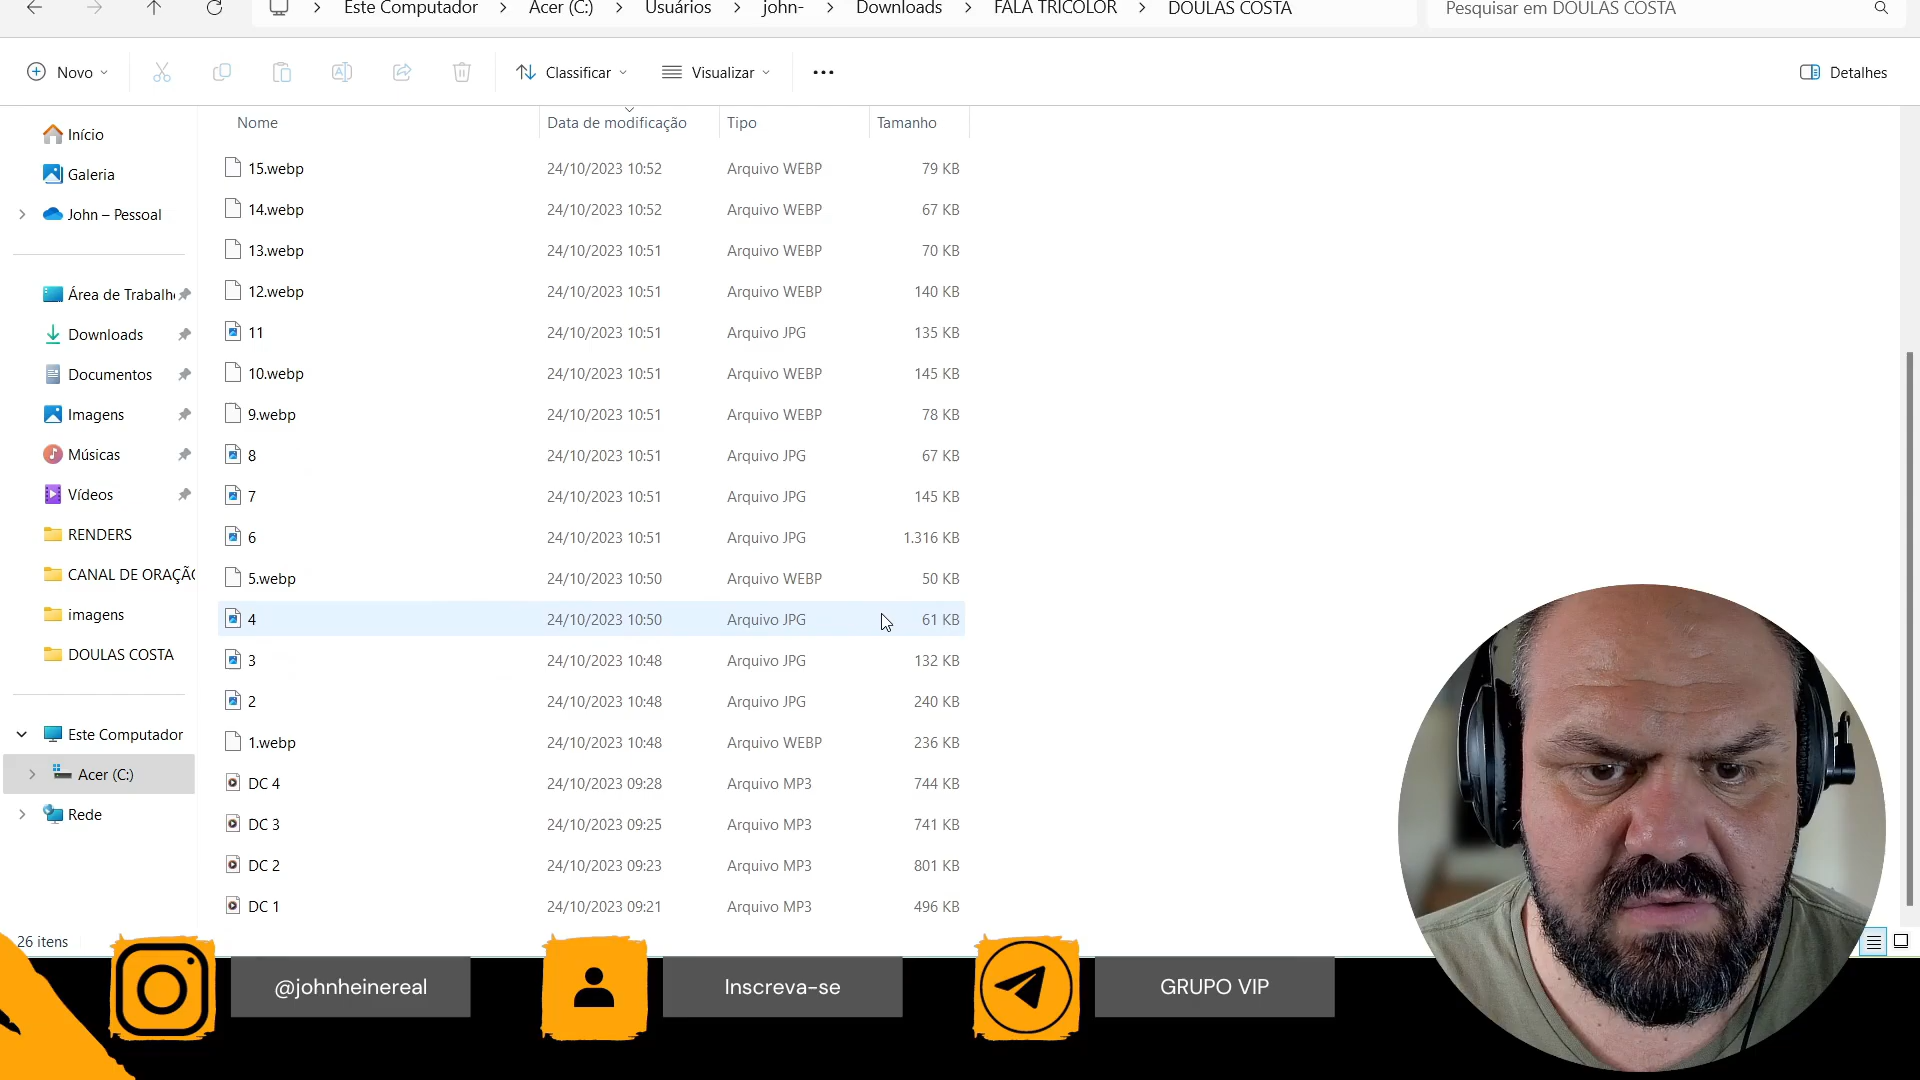 Este Computador > Acer (C:) > Usuários > john- > Downloads > FALA TRICOLOR > DOULAS COSTA
Pesquisar em DOULAS COSTA
Novo
Classificar
Visualizar
Detalhes
Início
Galeria
John – Pessoal
Área de Trabalh
Downloads
Documentos
Imagens
Músicas
Vídeos
RENDERS
CANAL DE ORAÇÃ
imagens
DOULAS COSTA
Este Computador
Acer (C:)
Rede
Nome Data de modificação Tipo Tamanho
15.webp 24/10/2023 10:52 Arquivo WEBP 79 KB
14.webp 24/10/2023 10:52 Arquivo WEBP 67 KB
13.webp 24/10/2023 10:51 Arquivo WEBP 70 KB
12.webp 24/10/2023 10:51 Arquivo WEBP 140 KB
11 24/10/2023 10:51 Arquivo JPG 135 KB
10.webp 24/10/2023 10:51 Arquivo WEBP 145 KB
9.webp 24/10/2023 10:51 Arquivo WEBP 78 KB
8 24/10/2023 10:51 Arquivo JPG 67 KB
7 24/10/2023 10:51 Arquivo JPG 145 KB
6 24/10/2023 10:51 Arquivo JPG 1.316 KB
5.webp 24/10/2023 10:50 Arquivo WEBP 50 KB
4 24/10/2023 10:50 Arquivo JPG 61 KB
3 24/10/2023 10:48 Arquivo JPG 132 KB
2 24/10/2023 10:48 Arquivo JPG 240 KB
1.webp 24/10/2023 10:48 Arquivo WEBP 236 KB
DC 4 24/10/2023 09:28 Arquivo MP3 744 KB
DC 3 24/10/2023 09:25 Arquivo MP3 741 KB
DC 2 24/10/2023 09:23 Arquivo MP3 801 KB
DC 1 24/10/2023 09:21 Arquivo MP3 496 KB
26 itens
@johnheinereal
Inscreva-se
GRUPO VIP